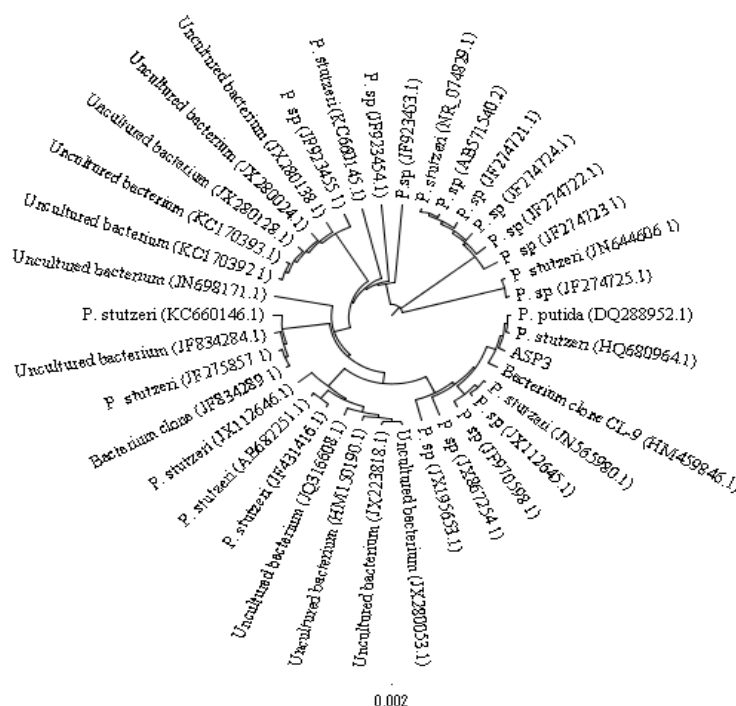 Uncultured bacterium (JX280138.1)
P. sp (JF923455.1)
P. stutzeri (KC660145.1)
P. sp (JF923454.1)
P. sp (JF923453.1)
P. stutzeri (NR_074829.1)
P. sp (AB571540.2)
P. sp (JF274721.1)
P. sp (JF274724.1)
P. sp (JF274722.1)
P. sp (JF274723.1)
P. stutzeri (JN644606.1)
P. sp (JF274725.1)
P. putida (DQ288952.1)
P. stutzeri (HQ680964.1)
ASP3
Bacterium clone CL-9 (HM459846.1)
P. stutzeri (JN565980.1)
P. sp (JX112645.1)
P. sp (JF970598.1)
P. sp (JX867254.1)
P. sp (JX195653.1)
Uncultured bacterium (JX280053.1)
Uncultured bacterium (JX223818.1)
Uncultured bacterium (HM130190.1)
Uncultured bacterium (JQ316608.1)
P. stutzeri (JF431416.1)
P. stutzeri (AB682251.1)
P. stutzeri (JX112646.1)
Bacterium clone (JF834289.1)
P. stutzeri (JF275857.1)
Uncultured bacterium (JF834284.1)
P. stutzeri (KC660146.1)
Uncultured bacterium (JN698171.1)
Uncultured bacterium (KC170392.1)
Uncultured bacterium (KC170393.1)
Uncultured bacterium (JX280128.1)
Uncultured bacterium (JX280024.1)
0.002